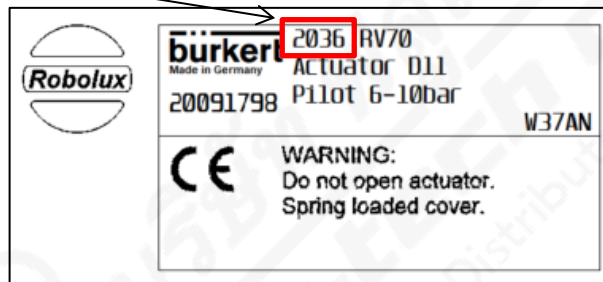 Robolux
bürkert
Made in Germany
20091798
2036 RV70
Actuator D11
Pilot 6-10bar
W37AN
CE
WARNING:
Do not open actuator.
Spring loaded cover.